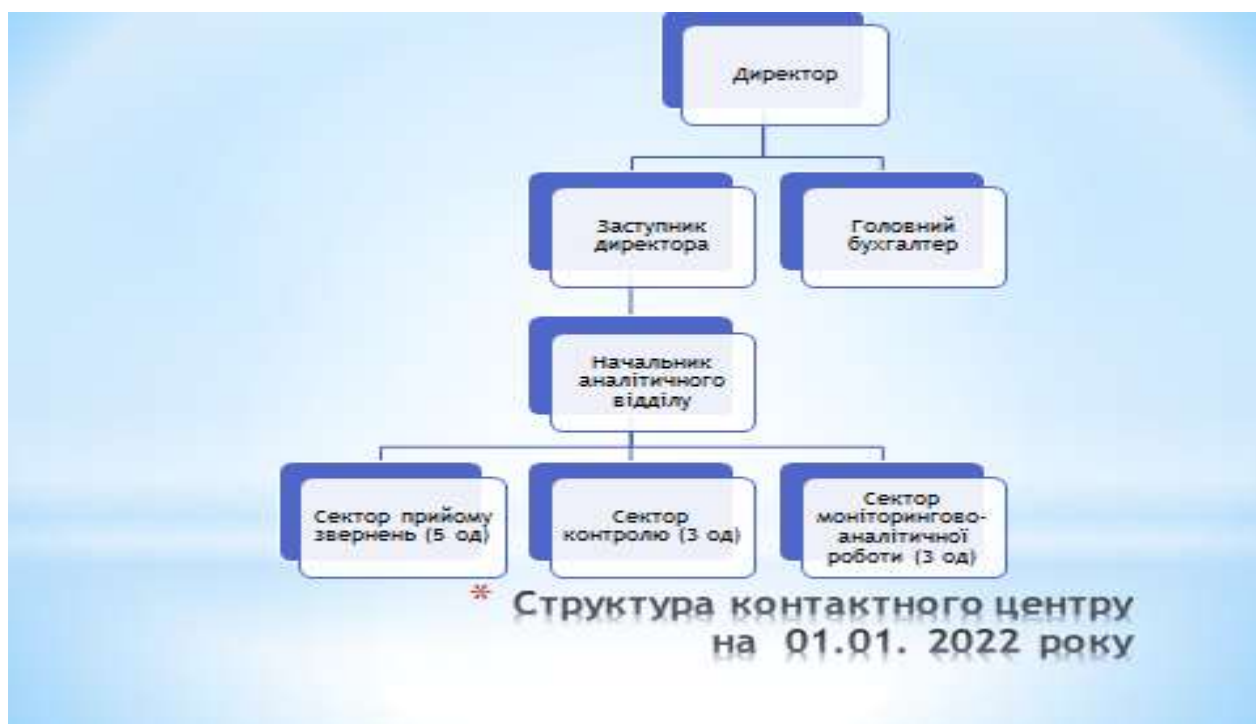 Директор
Заступник
директора
Головний
бухгалтер
Начальник
аналітичного
відділу
Сектор прийому
звернень (5 од)
Сектор
контролю (3 од)
Сектор
моніторингово-
аналітичної
роботи (3 од)
* Структура контактного центру
на 01.01. 2022 року